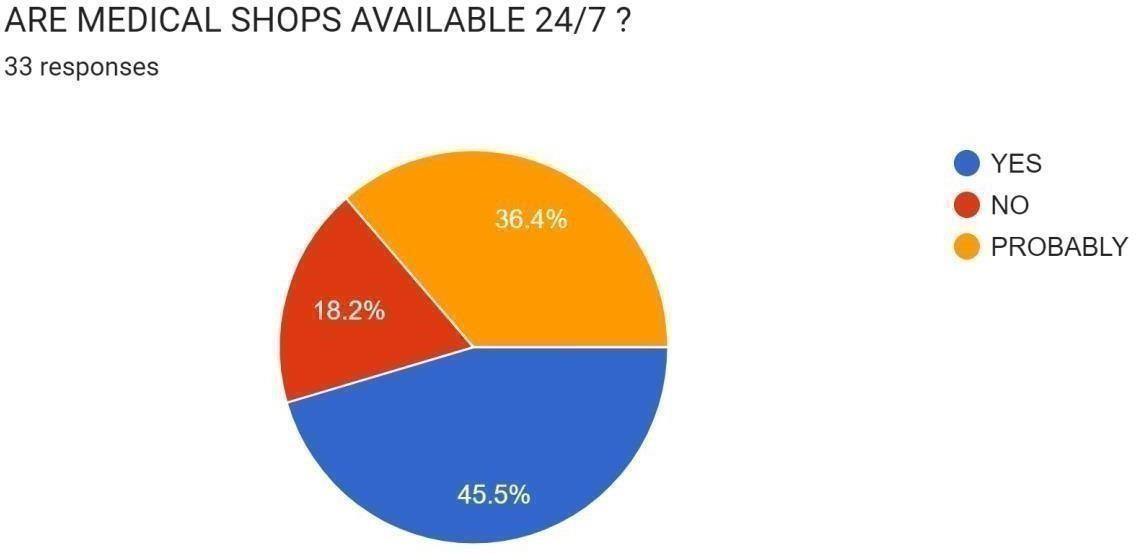 ARE MEDICAL SHOPS AVAILABLE 24/7 ?
33 responses
YES
NO
PROBABLY
36.4%
18.2%
45.5%